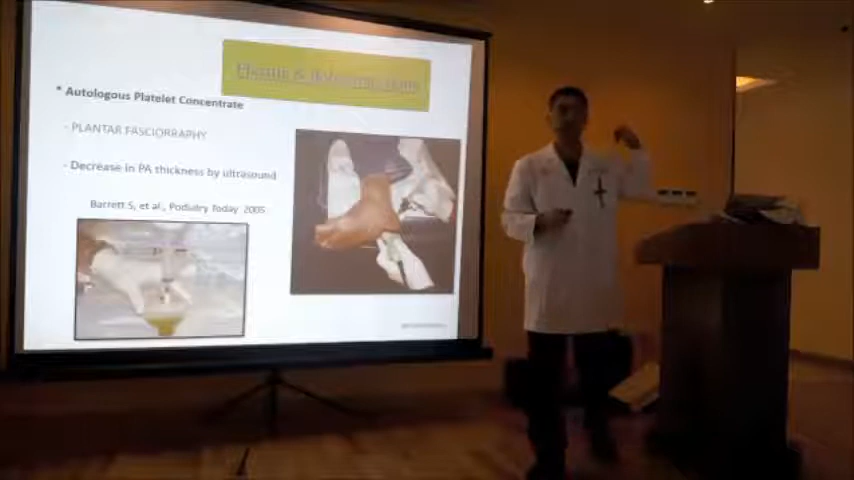 • Autologous Platelet Concentrate
- PLANTAR FASCIORRAPHY
- Decrease in PA thickness by ultrasound
Barrett S, et al., Podiatry Today 2005